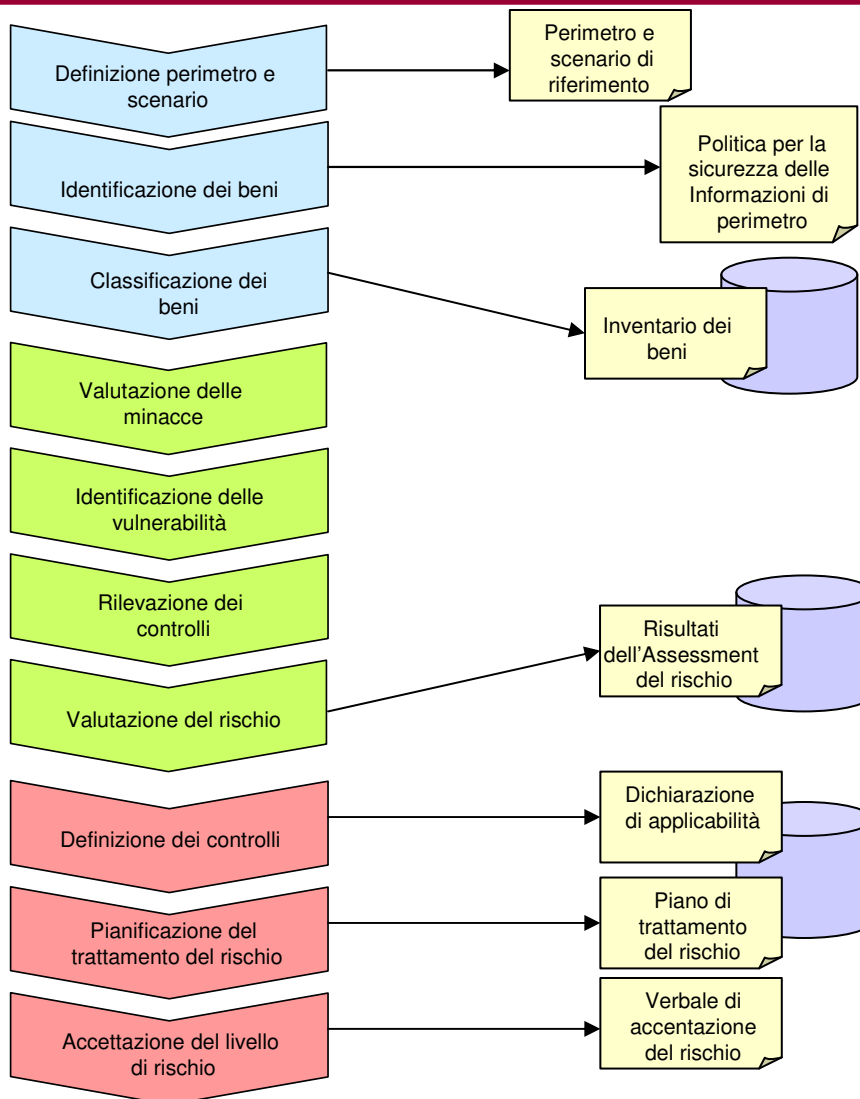 Definizione perimetro e
scenario
Perimetro e
scenario di
riferimento
Identificazione dei beni
Politica per la
sicurezza delle
Informazioni di
perimetro
Classificazione dei
beni
Inventario dei
beni
Valutazione delle
minacce
Identificazione delle
vulnerabilità
Rilevazione dei
controlli
Valutazione del rischio
Risultati
dell'Assessment
del rischio
Definizione dei controlli
Dichiarazione
di applicabilità
Pianificazione del
trattamento del rischio
Piano di
trattamento
del rischio
Accettazione del livello
di rischio
Verbale di
accentazione
del rischio